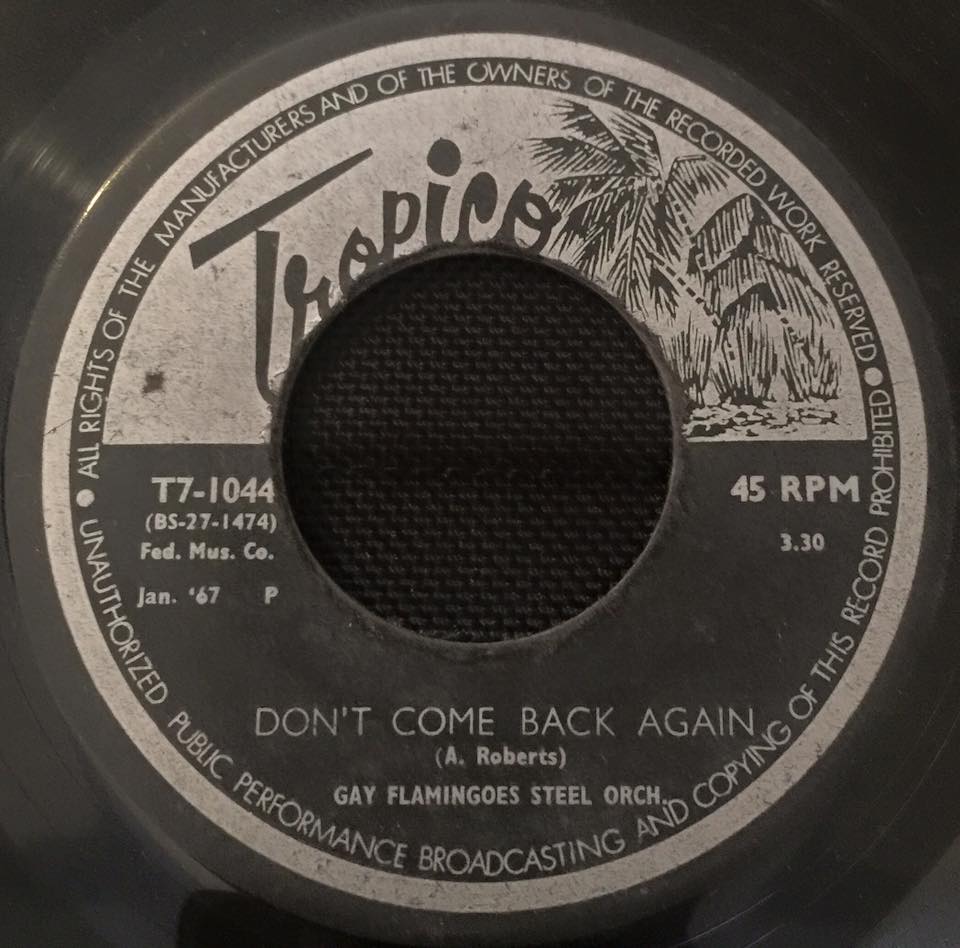 ● ALL RIGHTS OF THE MANUFACTURERS AND OF THE OWNERS OF THE RECORDED WORK RESERVED ●
Tropico
T7-1044
45 RPM
(BS-27-1474)
3.30
Fed. Mus. Co.
Jan. '67 P
DON'T COME BACK AGAIN
(A. Roberts)
GAY FLAMINGOES STEEL ORCH.
UNAUTHORIZED PUBLIC PERFORMANCE BROADCASTING AND COPYING OF THIS RECORD PROHIBITED